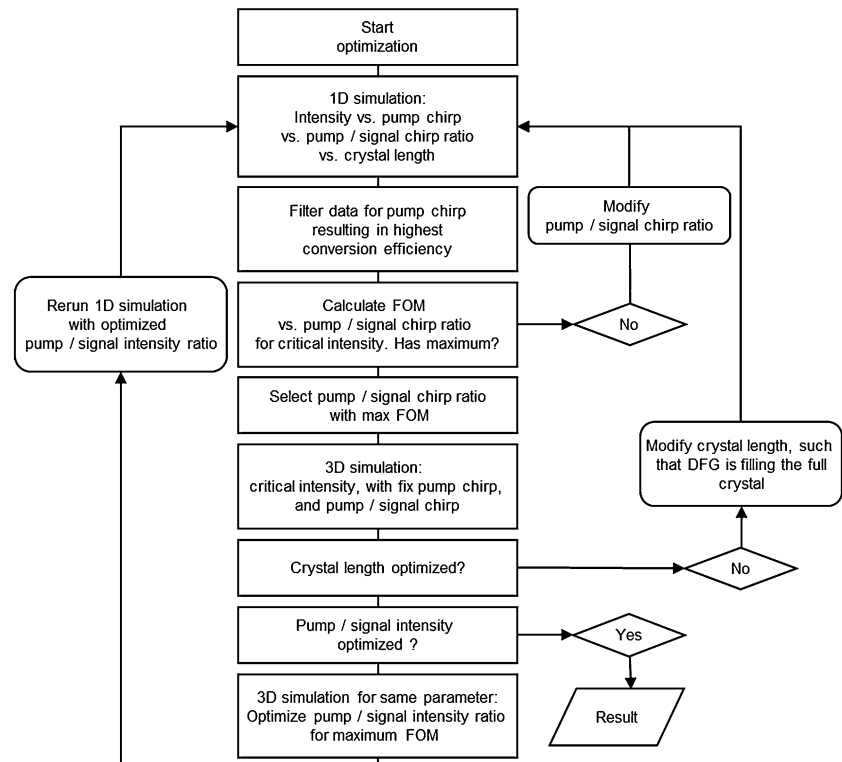 Start
optimization
1D simulation:
Intensity vs. pump chirp
vs. pump / signal chirp ratio
vs. crystal length
Filter data for pump chirp
resulting in highest
conversion efficiency
Modify
pump / signal chirp ratio
Rerun 1D simulation
with optimized
pump / signal intensity ratio
Calculate FOM
vs. pump / signal chirp ratio
for critical intensity. Has maximum?
No
Select pump / signal chirp ratio
with max FOM
Modify crystal length, such
that DFG is filling the full
crystal
3D simulation:
critical intensity, with fix pump chirp,
and pump / signal chirp
Crystal length optimized?
No
Pump / signal intensity
optimized ?
Yes
3D simulation for same parameter:
Optimize pump / signal intensity ratio
for maximum FOM
Result